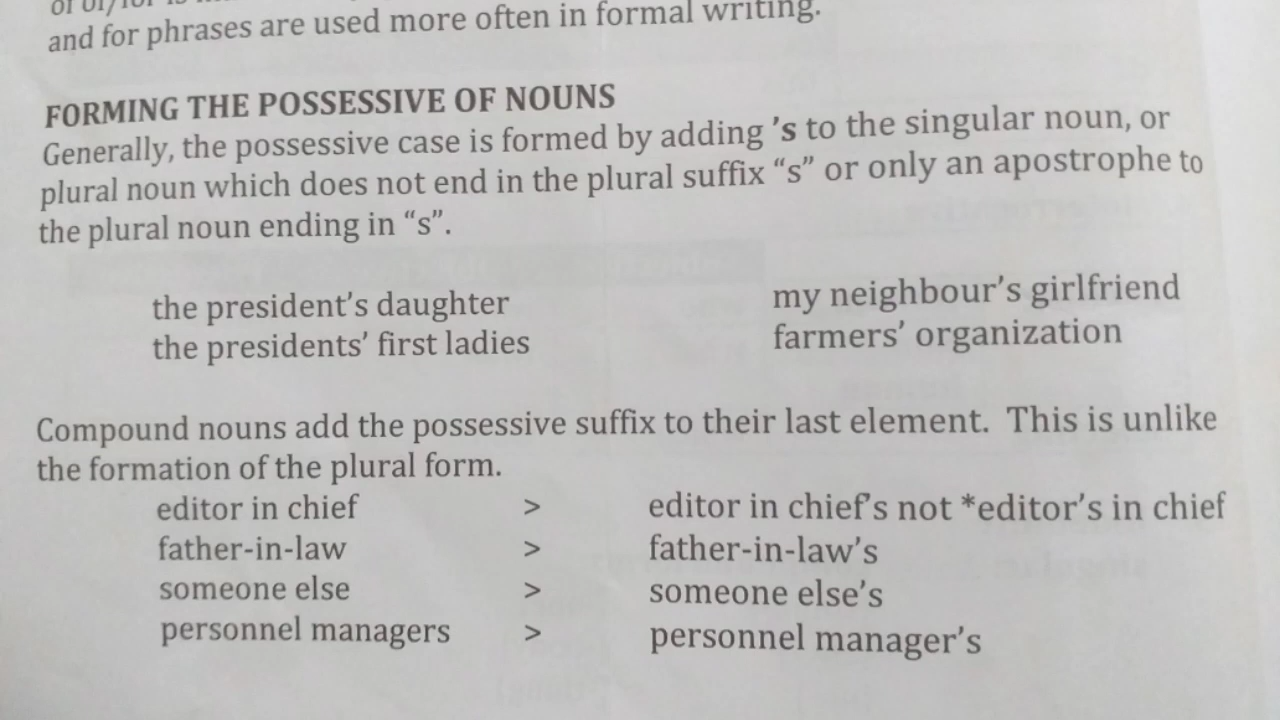 and for phrases are used more often in formal writing.
FORMING THE POSSESSIVE OF NOUNS
Generally, the possessive case is formed by adding 's to the singular noun, or
plural noun which does not end in the plural suffix “s” or only an apostrophe to
the plural noun ending in “s”.
the president's daughter my neighbour's girlfriend
the presidents' first ladies farmers' organization
Compound nouns add the possessive suffix to their last element. This is unlike
the formation of the plural form.
editor in chief > editor in chief's not *editor's in chief
father-in-law > father-in-law's
someone else > someone else's
personnel managers > personnel manager's